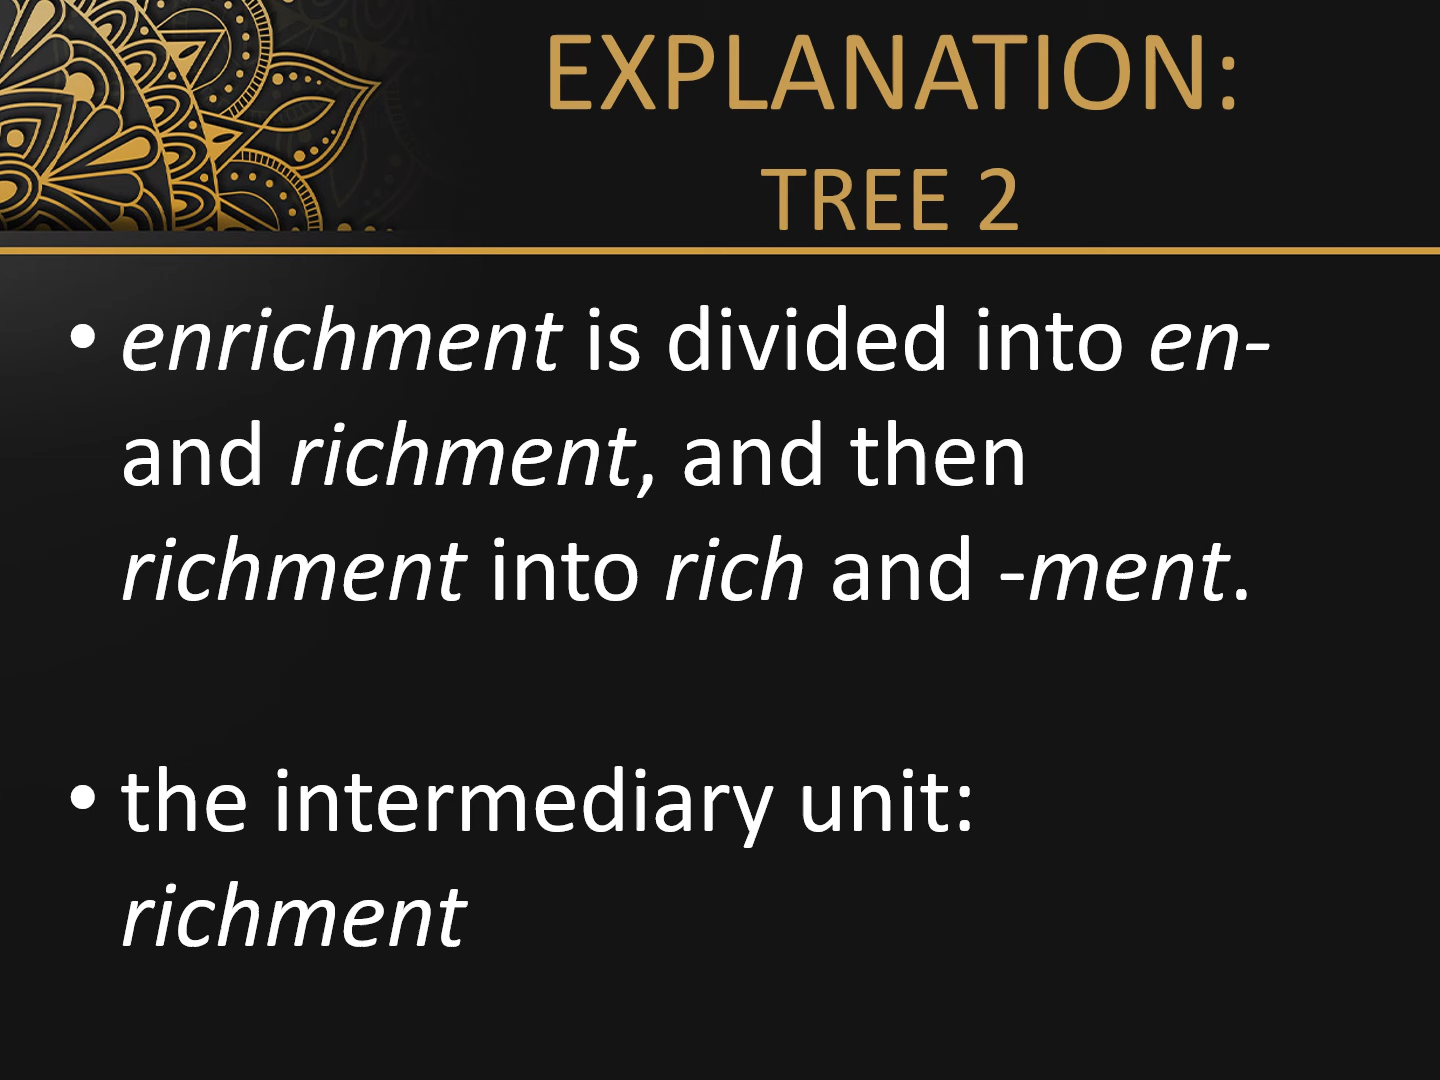 EXPLANATION:
TREE 2
• enrichment is divided into en-
and richment, and then
richment into rich and -ment.
• the intermediary unit:
richment